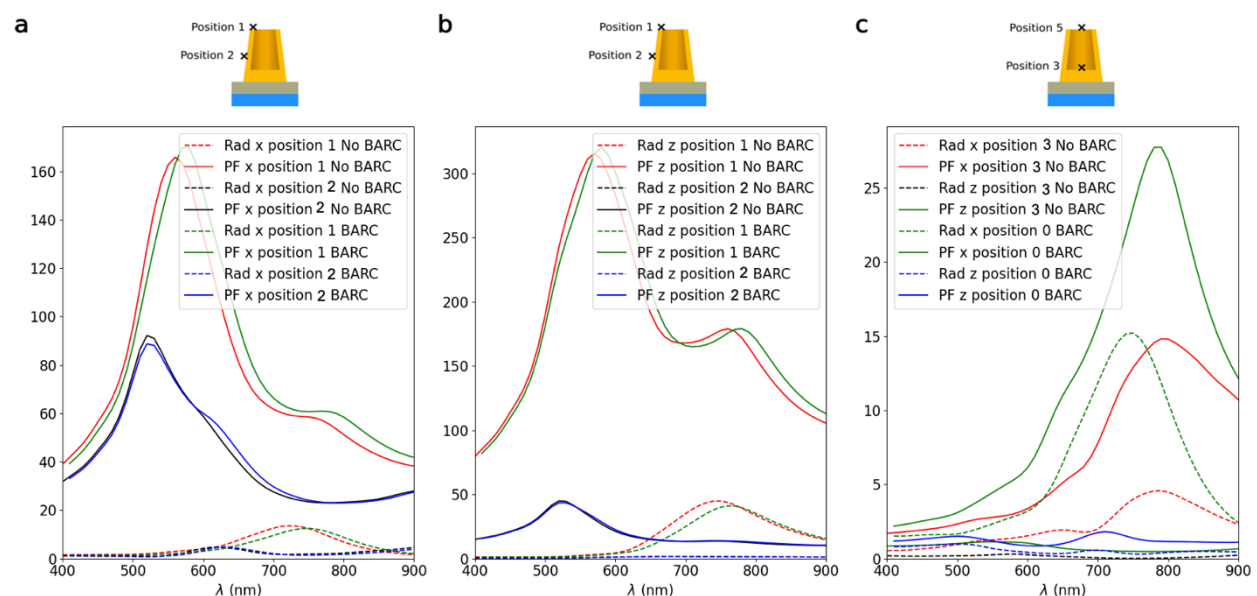 a
Position 1
Position 2
160
140
120
100
80
60
40
20
0
400 500 600 700 800 900
λ (nm)
Rad x position 1 No BARC
PF x position 1 No BARC
Rad x position 2 No BARC
PF x position 2 No BARC
Rad x position 1 BARC
PF x position 1 BARC
Rad x position 2 BARC
PF x position 2 BARC
b
Position 1
Position 2
300
250
200
150
100
50
0
400 500 600 700 800 900
λ (nm)
Rad z position 1 No BARC
PF z position 1 No BARC
Rad z position 2 No BARC
PF z position 2 No BARC
Rad z position 1 BARC
PF z position 1 BARC
Rad z position 2 BARC
PF z position 2 BARC
c
Position 5
Position 3
25
20
15
10
5
0
400 500 600 700 800 900
λ (nm)
Rad x position 3 No BARC
PF x position 3 No BARC
Rad z position 3 No BARC
PF z position 3 No BARC
Rad x position 0 BARC
PF x position 0 BARC
Rad z position 0 BARC
PF z position 0 BARC